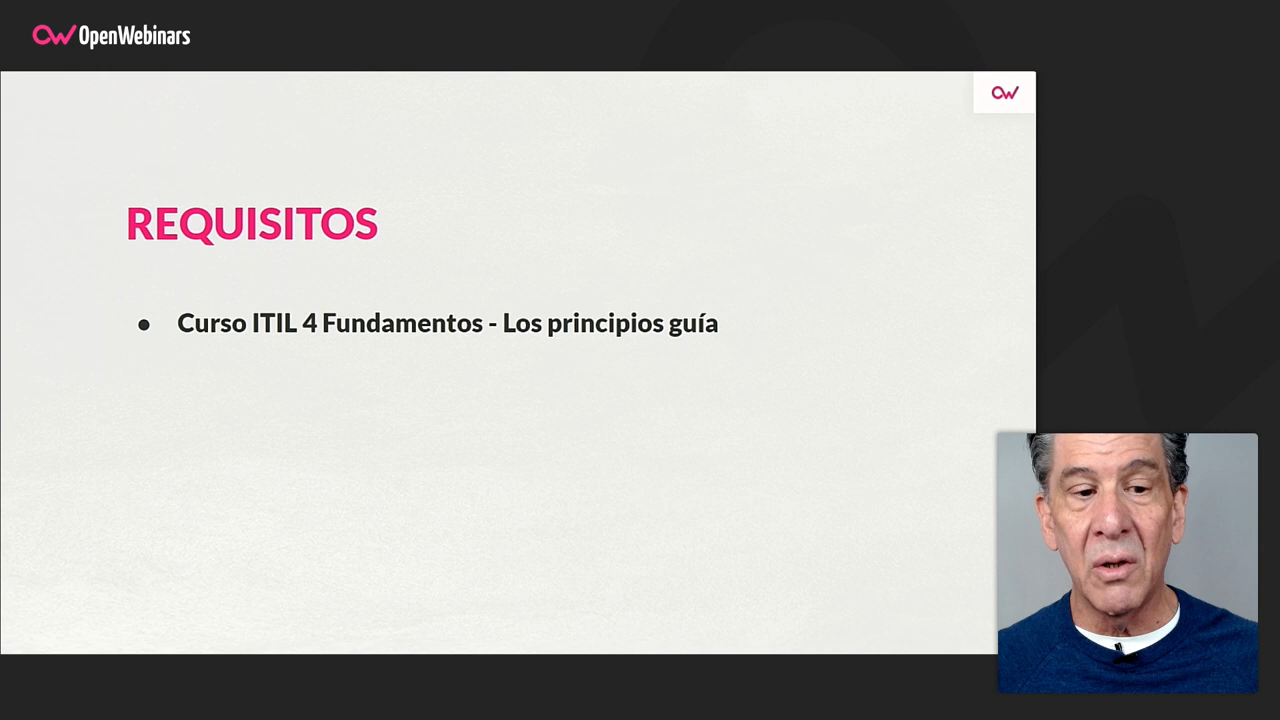 OpenWebinars
REQUISITOS
● Curso ITIL 4 Fundamentos - Los principios guía